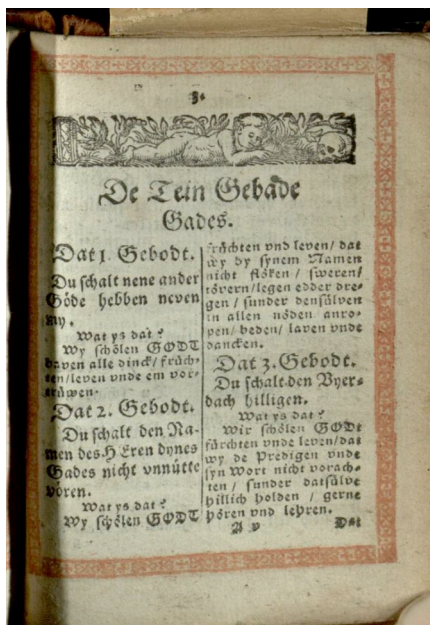 3.
De Tein Gebade
Gades.
Dat 1. Gebodt.
Du schalt nene ander
Göde hebben neven
my.
Wat ys dat?
Wy schölen GODT
baven alle dinck/ früch-
ten/leven unde em vor-
trüwen.
Dat 2. Gebodt.
Du schalt den Na-
men des HEren dynes
Gades nicht vnnütte
vören.
Wat ys dat?
Wy schölen GODT
früchten vnd leven/ dat
wy by synem Namen
nicht flöken / sweren/
tövern/legen edder dre-
gen / sunder densülven
in allen nöden anro-
pen/ beden/ laven vnde
dancken.
Dat 3. Gebodt.
Du schalt den Vyer-
dach hilligen.
Wat ys dat?
Wir schölen GODt
fürchten vnde leven/dat
wy de Predigen vnde
syn Wort nicht vorach-
ten / sunder datsülve
hillich holden / gerne
hören vnd lehren.
A v
Dat